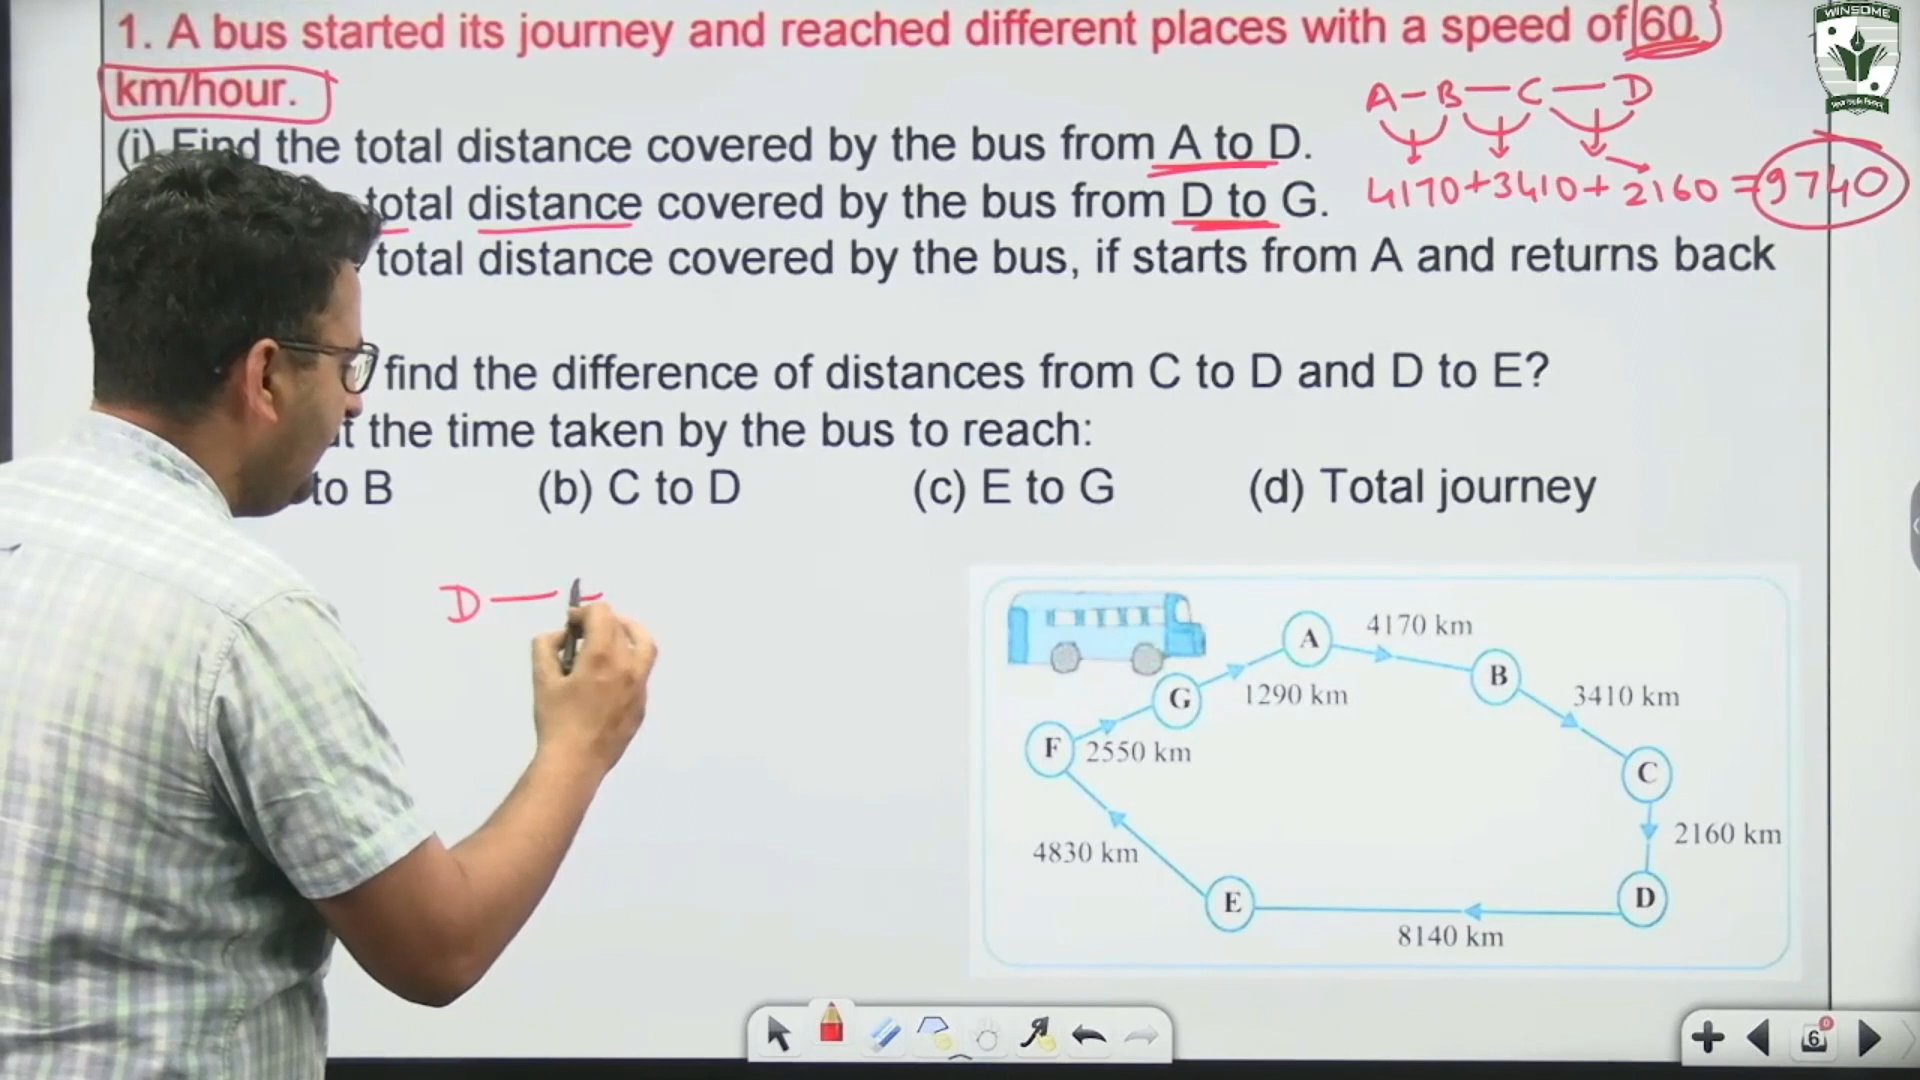 1. A bus started its journey and reached different places with a speed of 60
km/hour.
(i) Find the total distance covered by the bus from A to D.
total distance covered by the bus from D to G.
total distance covered by the bus, if starts from A and returns back
find the difference of distances from C to D and D to E?
the time taken by the bus to reach:
to B (b) C to D (c) E to G (d) Total journey
A - B - C - D
4170+3410+2160 = 9740
D -
A 4170 km
B
G 1290 km 3410 km
F 2550 km
C
2160 km
4830 km
E D
8140 km
WINSOME
6
0